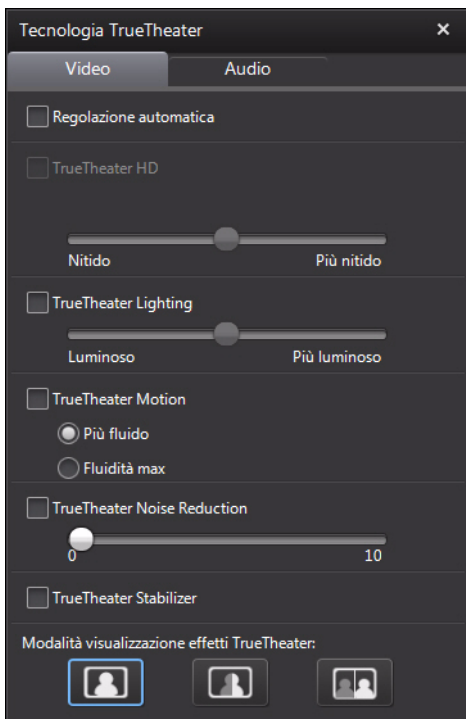 Tecnologia TrueTheater
Video Audio
Regolazione automatica
TrueTheater HD
Nitido Più nitido
TrueTheater Lighting
Luminoso Più luminoso
TrueTheater Motion
Più fluido
Fluidità max
TrueTheater Noise Reduction
0 10
TrueTheater Stabilizer
Modalità visualizzazione effetti TrueTheater: